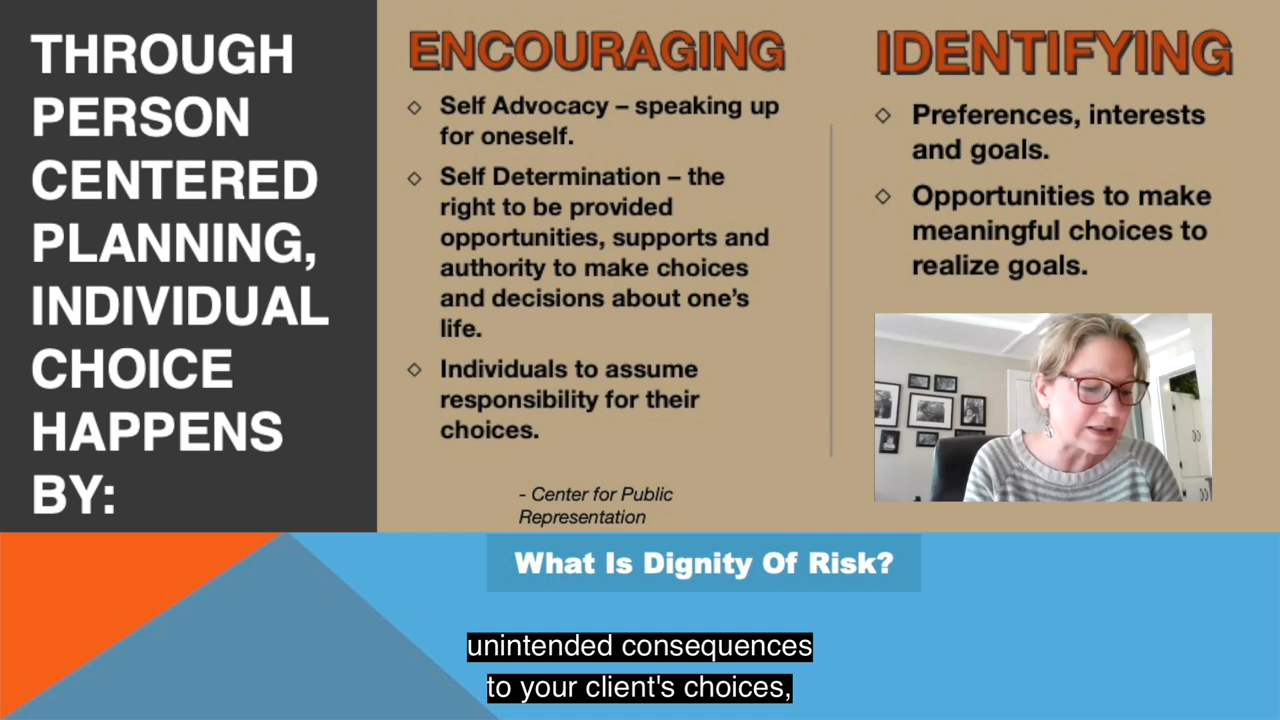 THROUGH
PERSON
CENTERED
PLANNING,
INDIVIDUAL
CHOICE
HAPPENS
BY:
ENCOURAGING
◇ Self Advocacy – speaking up
for oneself.
◇ Self Determination – the
right to be provided
opportunities, supports and
authority to make choices
and decisions about one's
life.
◇ Individuals to assume
responsibility for their
choices.
- Center for Public
Representation
IDENTIFYING
◇ Preferences, interests
and goals.
◇ Opportunities to make
meaningful choices to
realize goals.
What Is Dignity Of Risk?
unintended consequences
to your client's choices,